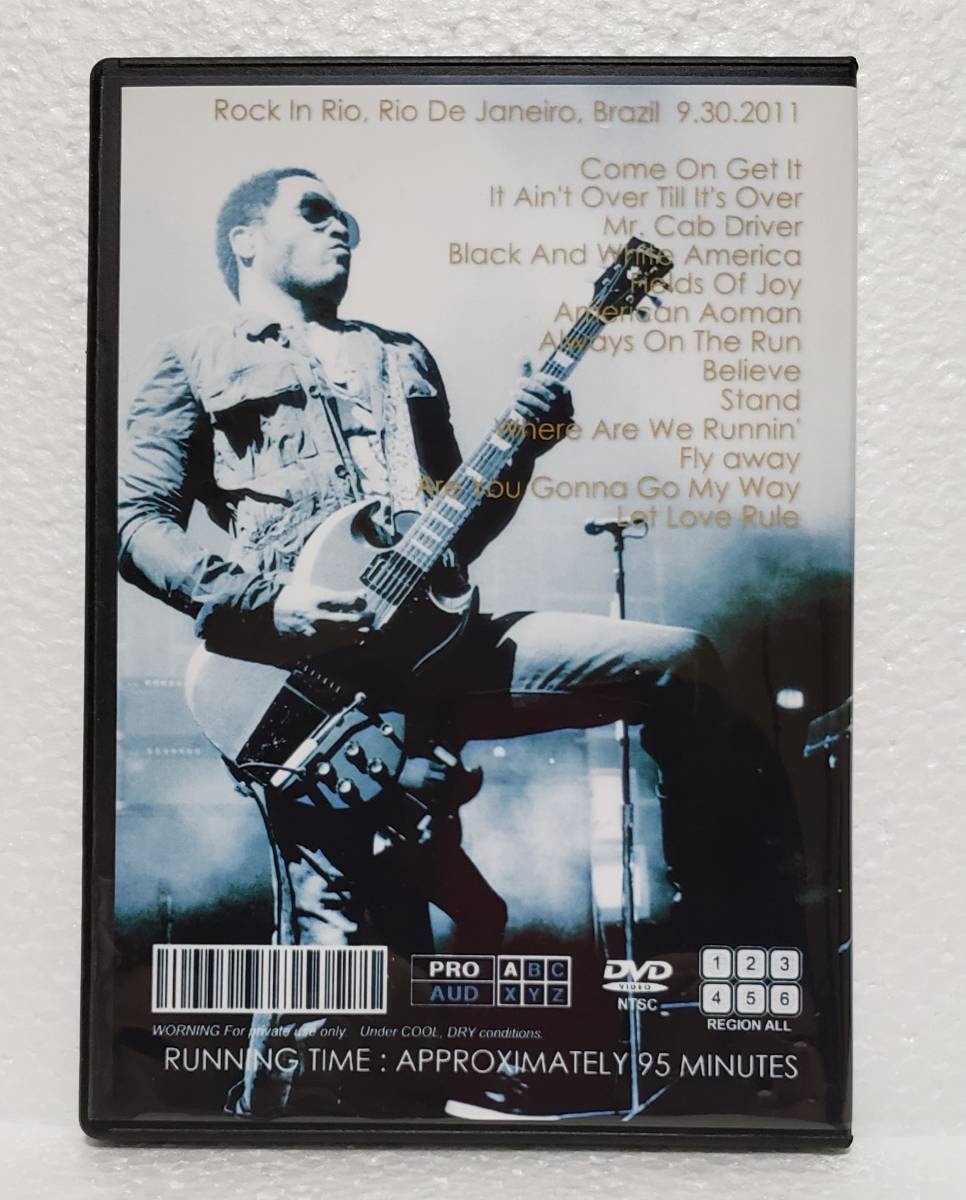 Rock In Rio, Rio De Janeiro, Brazil 9.30.2011
Come On Get It
It Ain't Over Till It's Over
Mr. Cab Driver
Black And White America
Fields Of Joy
American Aoman
Always On The Run
Believe
Stand
Where Are We Runnin'
Fly away
Are You Gonna Go My Way
Let Love Rule
PRO ABC
AUD XYZ
DVD
VIDEO
NTSC
1 2 3
4 5 6
REGION ALL
WORNING For private use only. Under COOL, DRY conditions.
RUNNING TIME : APPROXIMATELY 95 MINUTES